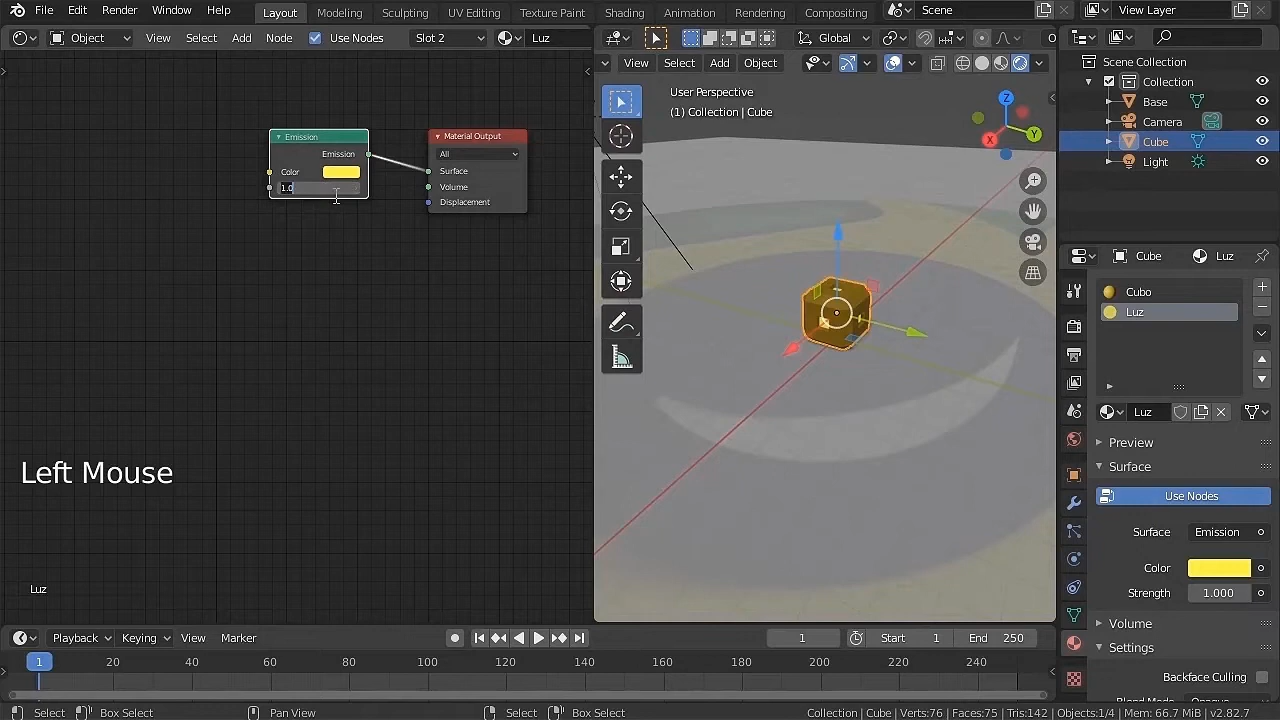 File Edit Render Window Help Layout Modeling Sculpting UV Editing Texture Paint Shading Animation Rendering Compositing Scene View Layer
Object View Select Add Node Use Nodes Slot 2 Luz Global
View Select Add Object
User Perspective
(1) Collection | Cube
Z
X
Y
Scene Collection
Collection
Base
Camera
Cube
Light
Emission
Emission
Color
1.0
Material Output
All
Surface
Volume
Displacement
Cube Luz
Cubo
Luz
Luz
Preview
Surface
Use Nodes
Surface Emission
Color
Strength 1.000
Volume
Settings
Backface Culling
Left Mouse
Luz
Playback Keying View Marker 1 Start 1 End 250
1 20 40 60 80 100 120 140 160 180 200 220 240
Select Box Select Pan View Select Box Select Collection | Cube | Verts:76 | Faces:75 | Tris:142 | Objects:1/4 | Mem: 66.7 MiB | v2.82.7